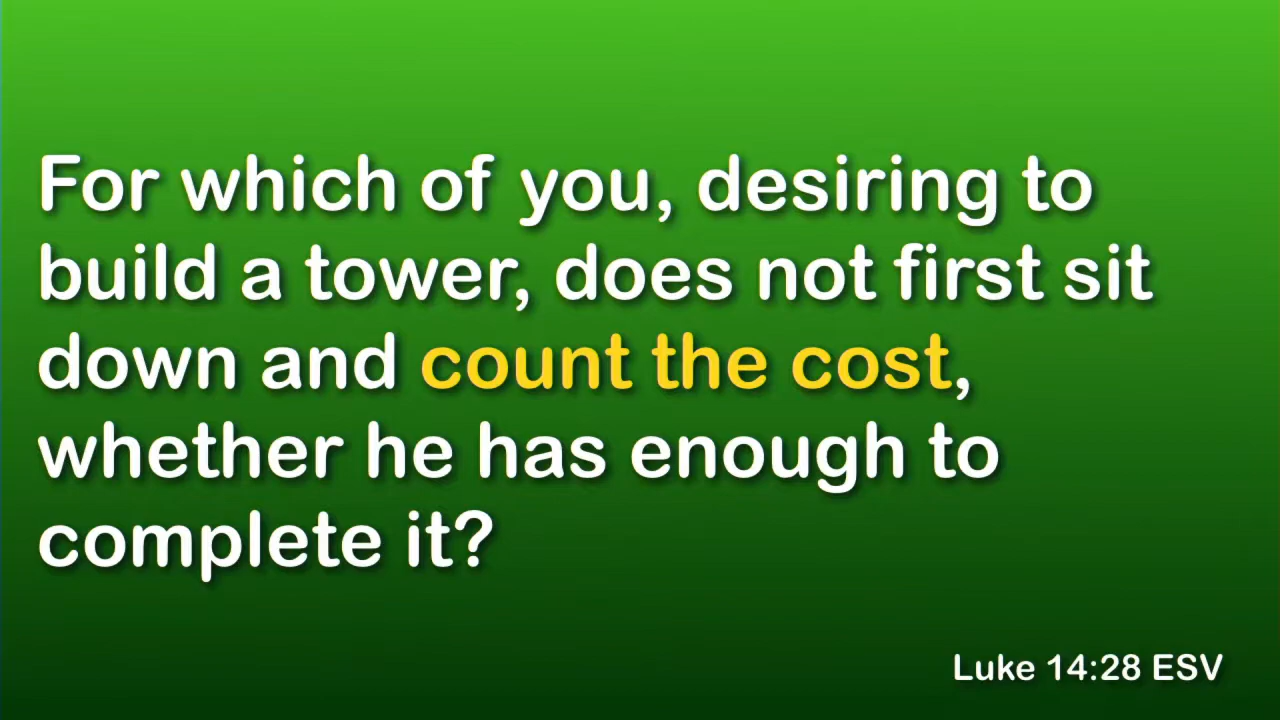 For which of you, desiring to
build a tower, does not first sit
down and count the cost,
whether he has enough to
complete it?
Luke 14:28 ESV